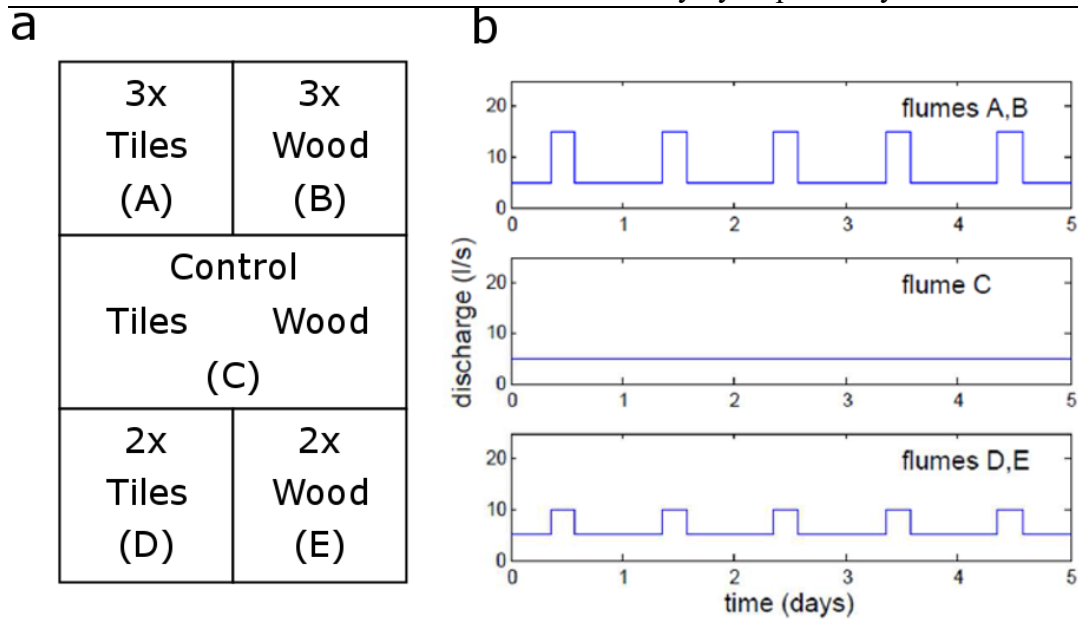 a
3x
Tiles
(A)
3x
Wood
(B)
Control
Tiles Wood
(C)
2x
Tiles
(D)
2x
Wood
(E)
b
discharge (l/s)
20
10
0
flumes A,B
0 1 2 3 4 5
20
10
0
flume C
0 1 2 3 4 5
20
10
0
flumes D,E
0 1 2 3 4 5
time (days)